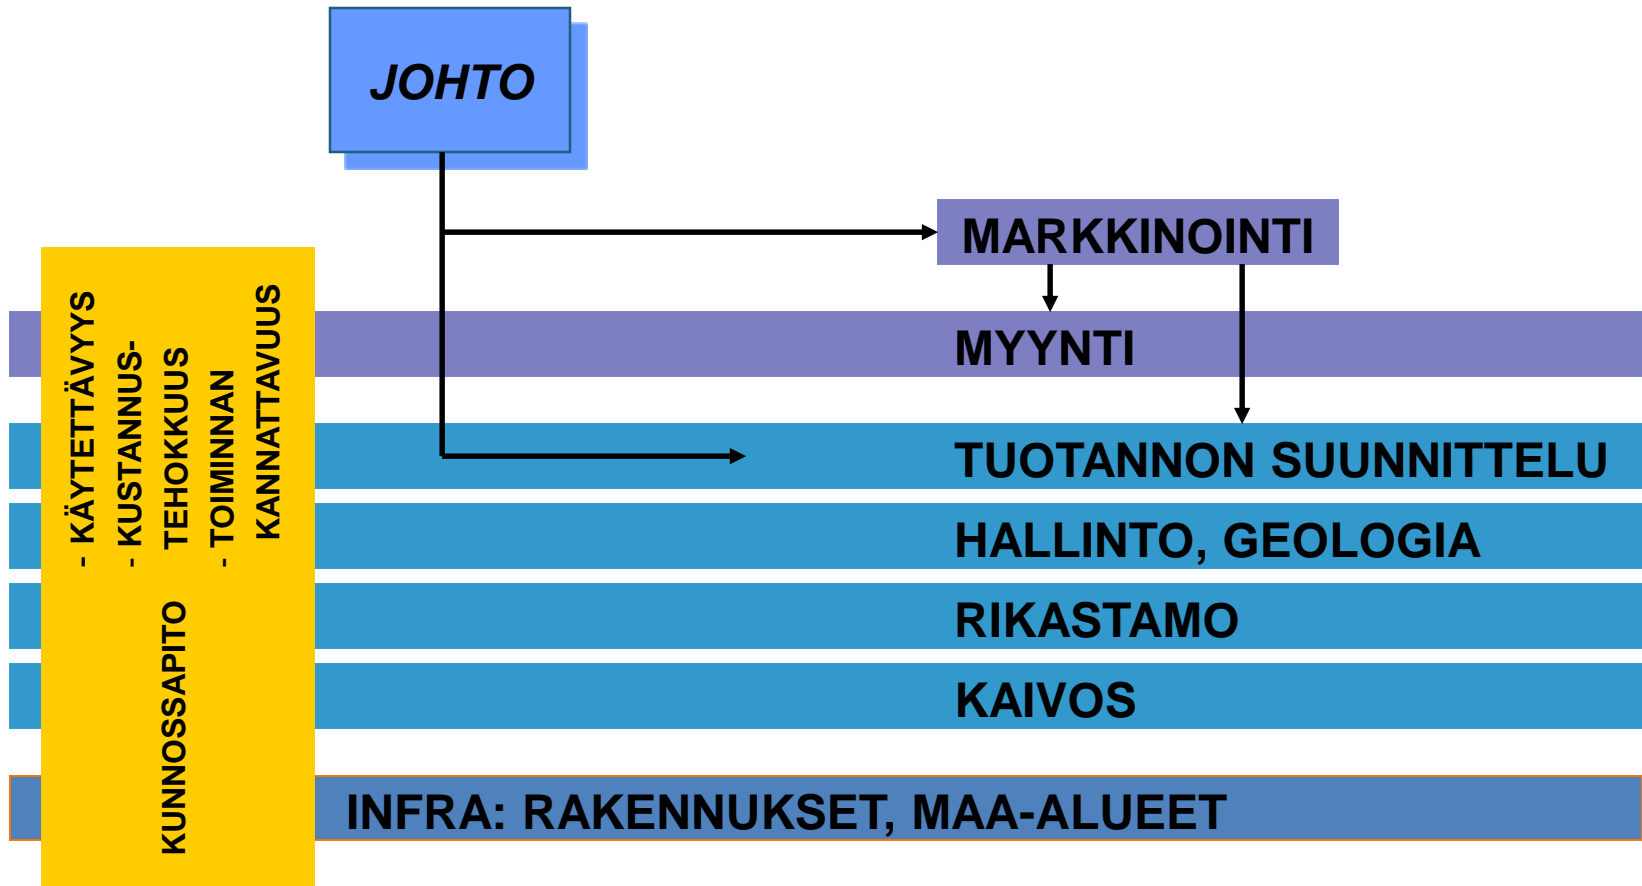 JOHTO
MARKKINOINTI
MYYNTI
TUOTANNON SUUNNITTELU
HALLINTO, GEOLOGIA
RIKASTAMO
KAIVOS
INFRA: RAKENNUKSET, MAA-ALUEET
KUNNOSSAPITO
- KÄYTETTÄVYYS
- KUSTANNUS-
TEHOKKUUS
- TOIMINNAN
KANNATTAVUUS